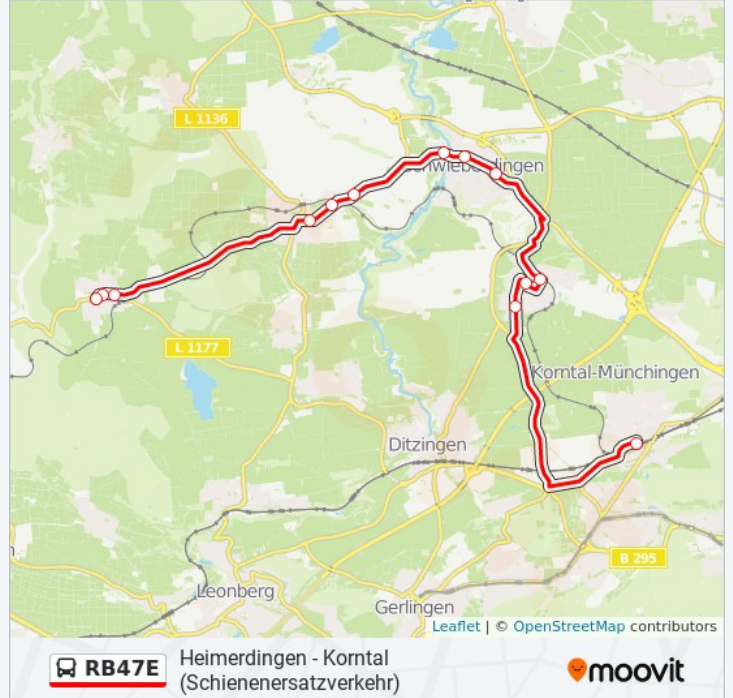 L 1136
Schwieberdingen
L 1177
Korntal-Münchingen
Ditzingen
B 295
Leonberg
Gerlingen
Leaflet | © OpenStreetMap contributors
RB47E
Heimerdingen - Korntal
(Schienenersatzverkehr)
moovit